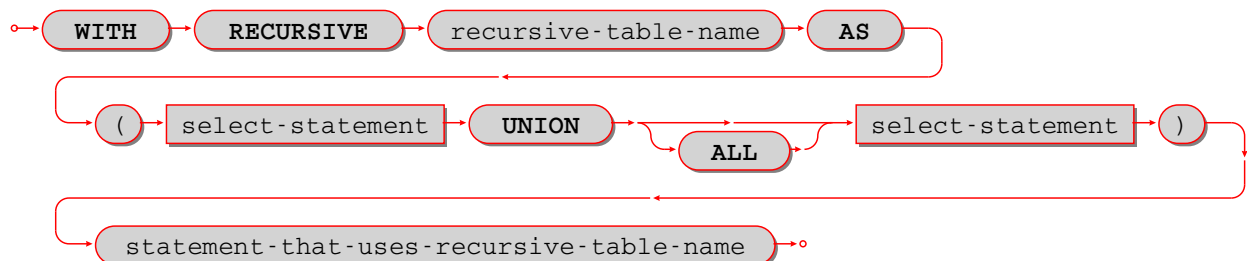 WITH RECURSIVE recursive-table-name AS
( select-statement UNION ALL select-statement )
statement-that-uses-recursive-table-name